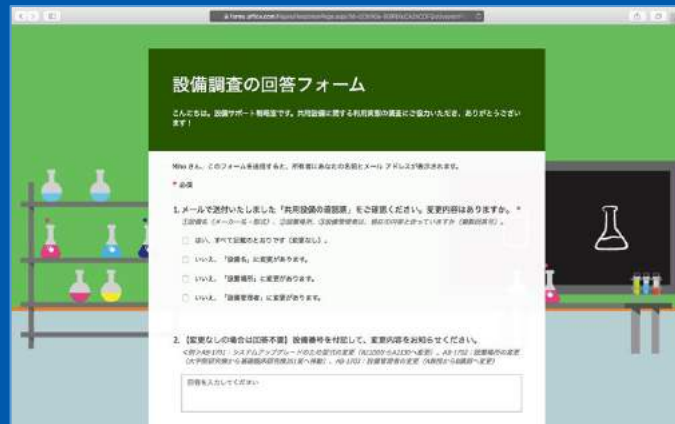 設備調査の回答フォーム
こんにちは。設備サポート戦略室です。共用設備に関する利用実態の調査にご協力いただき、ありがとうござい
ます！
Miho さん、このフォームを送信すると、所有者にあなたの名前とメール アドレスが表示されます。
* 必須
1. メールで送付いたしました「共用設備の確認票」をご確認ください。変更内容はありますか。 *
はい、すべて記載のとおりです（変更なし）。
いいえ、「設備名」に変更があります。
いいえ、「設置場所」に変更があります。
いいえ、「設備管理者」に変更があります。
2. 【変更なしの場合は回答不要】設備番号を付記して、変更内容をお知らせください。
回答を入力してください